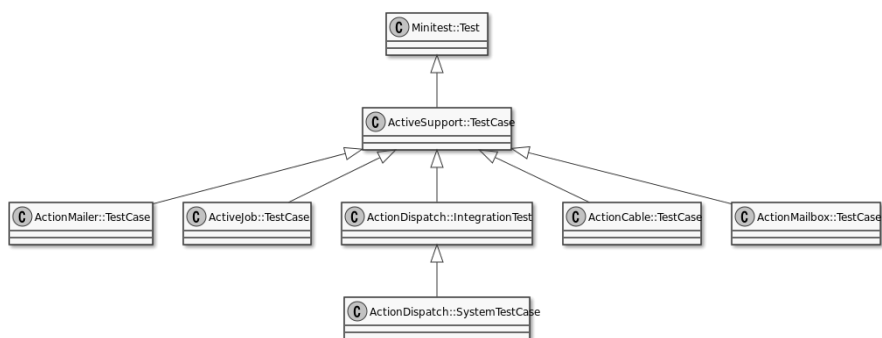 C Minitest::Test
C ActiveSupport::TestCase
C ActionMailer::TestCase
C ActiveJob::TestCase
C ActionDispatch::IntegrationTest
C ActionCable::TestCase
C ActionMailbox::TestCase
C ActionDispatch::SystemTestCase